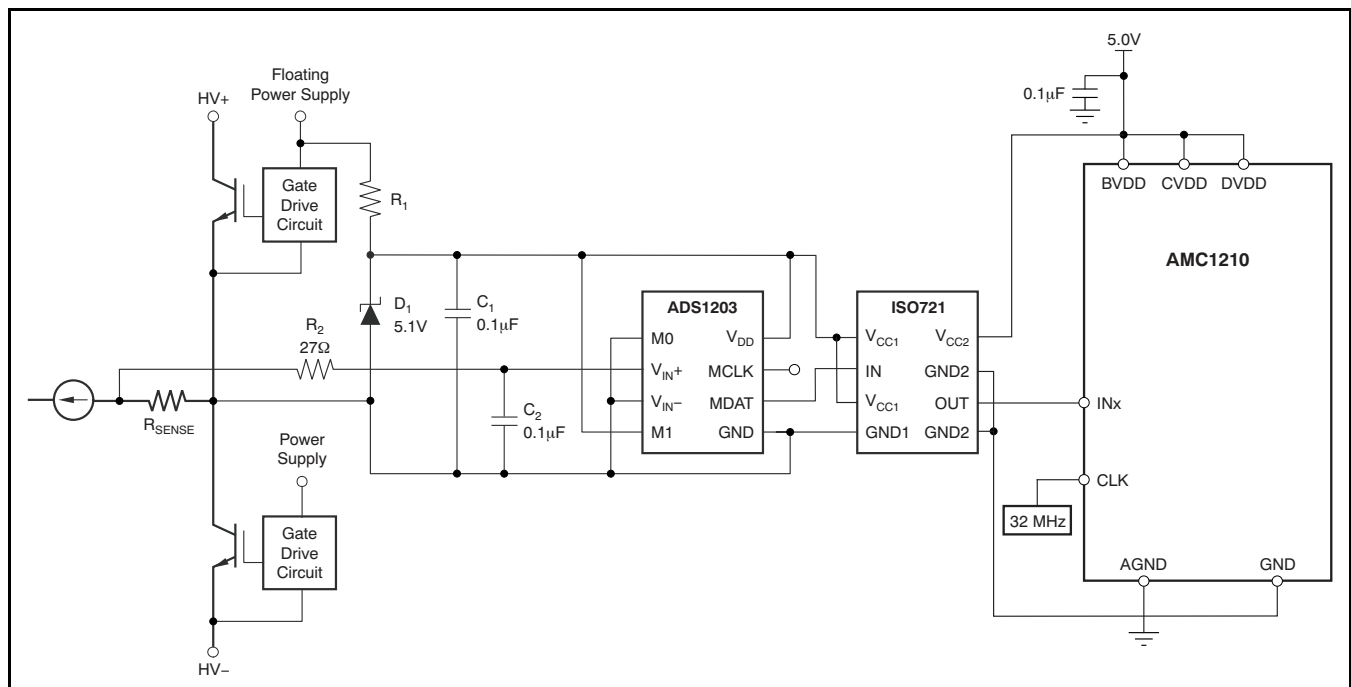 5.0V
0.1μF
HV+
Floating
Power Supply
Gate
Drive
Circuit
R1
BVDD CVDD DVDD
AMC1210
D1
5.1V
C1
0.1μF
R2
27Ω
RSENSE
C2
0.1μF
ADS1203
M0
VIN+
VIN−
M1
VDD
MCLK
MDAT
GND
ISO721
VCC1
IN
VCC1
GND1
VCC2
GND2
OUT
GND2
INx
CLK
32 MHz
AGND
GND
Power
Supply
Gate
Drive
Circuit
HV−